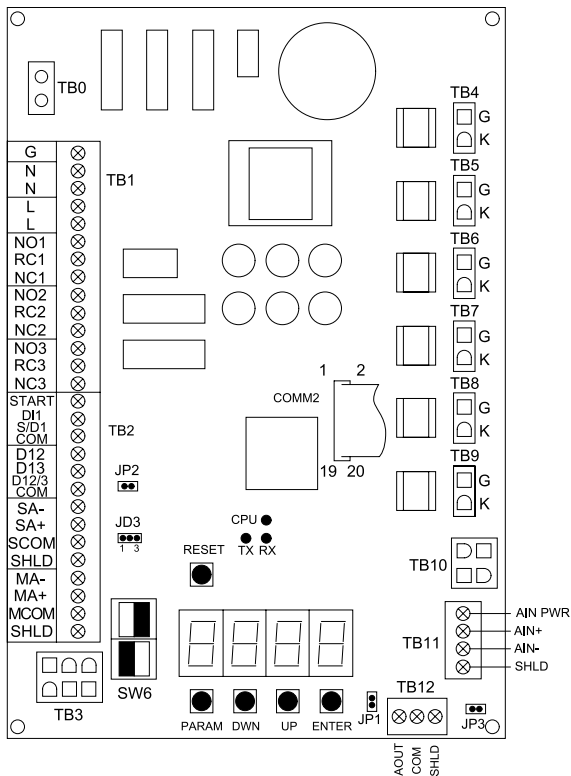 TB0
TB4
G
K
G
TB1
N
N
L
L
NO1
RC1
NC1
NO2
RC2
NC2
NO3
RC3
NC3
TB5
G
K
TB6
G
K
TB7
G
K
1 2
COMM2
19 20
TB8
G
K
TB9
G
K
START
DI1
S/D1
COM
TB2
D12
D13
D12/3
COM
SA-
SA+
SCOM
SHLD
MA-
MA+
MCOM
SHLD
JP2
JD3
1 3
CPU
TX RX
RESET
TB10
TB11
AIN PWR
AIN+
AIN-
SHLD
SW6
TB3
PARAM DWN UP ENTER
JP1
TB12
JP3
AOUT
COM
SHLD